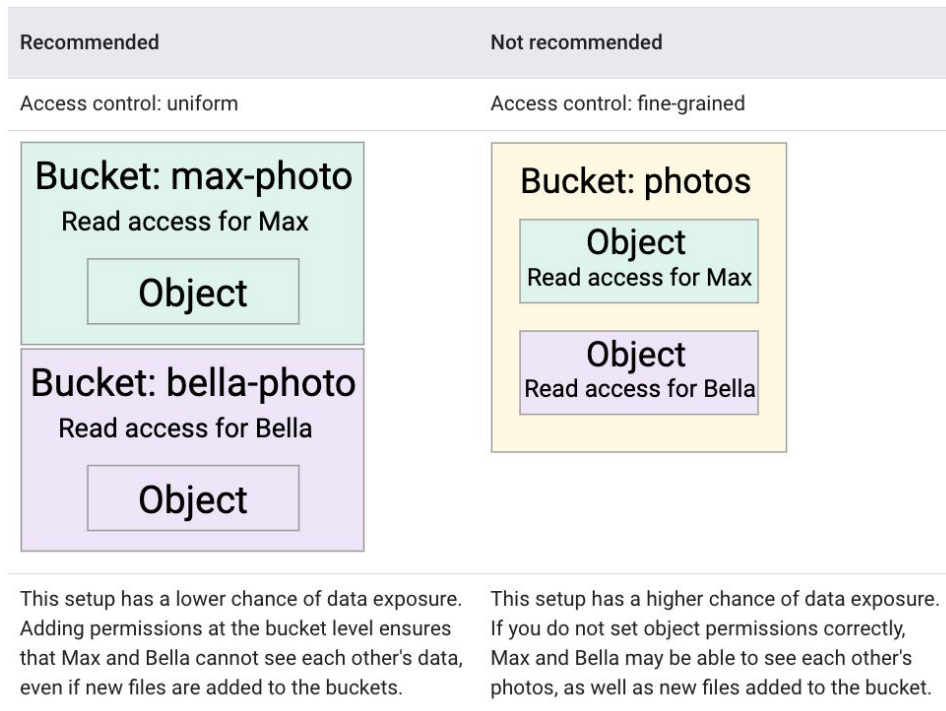 Recommended
Not recommended
Access control: uniform
Access control: fine-grained
Bucket: max-photo
Read access for Max
Object
Bucket: bella-photo
Read access for Bella
Object
Bucket: photos
Object
Read access for Max
Object
Read access for Bella
This setup has a lower chance of data exposure.
Adding permissions at the bucket level ensures
that Max and Bella cannot see each other's data,
even if new files are added to the buckets.
This setup has a higher chance of data exposure.
If you do not set object permissions correctly,
Max and Bella may be able to see each other's
photos, as well as new files added to the bucket.